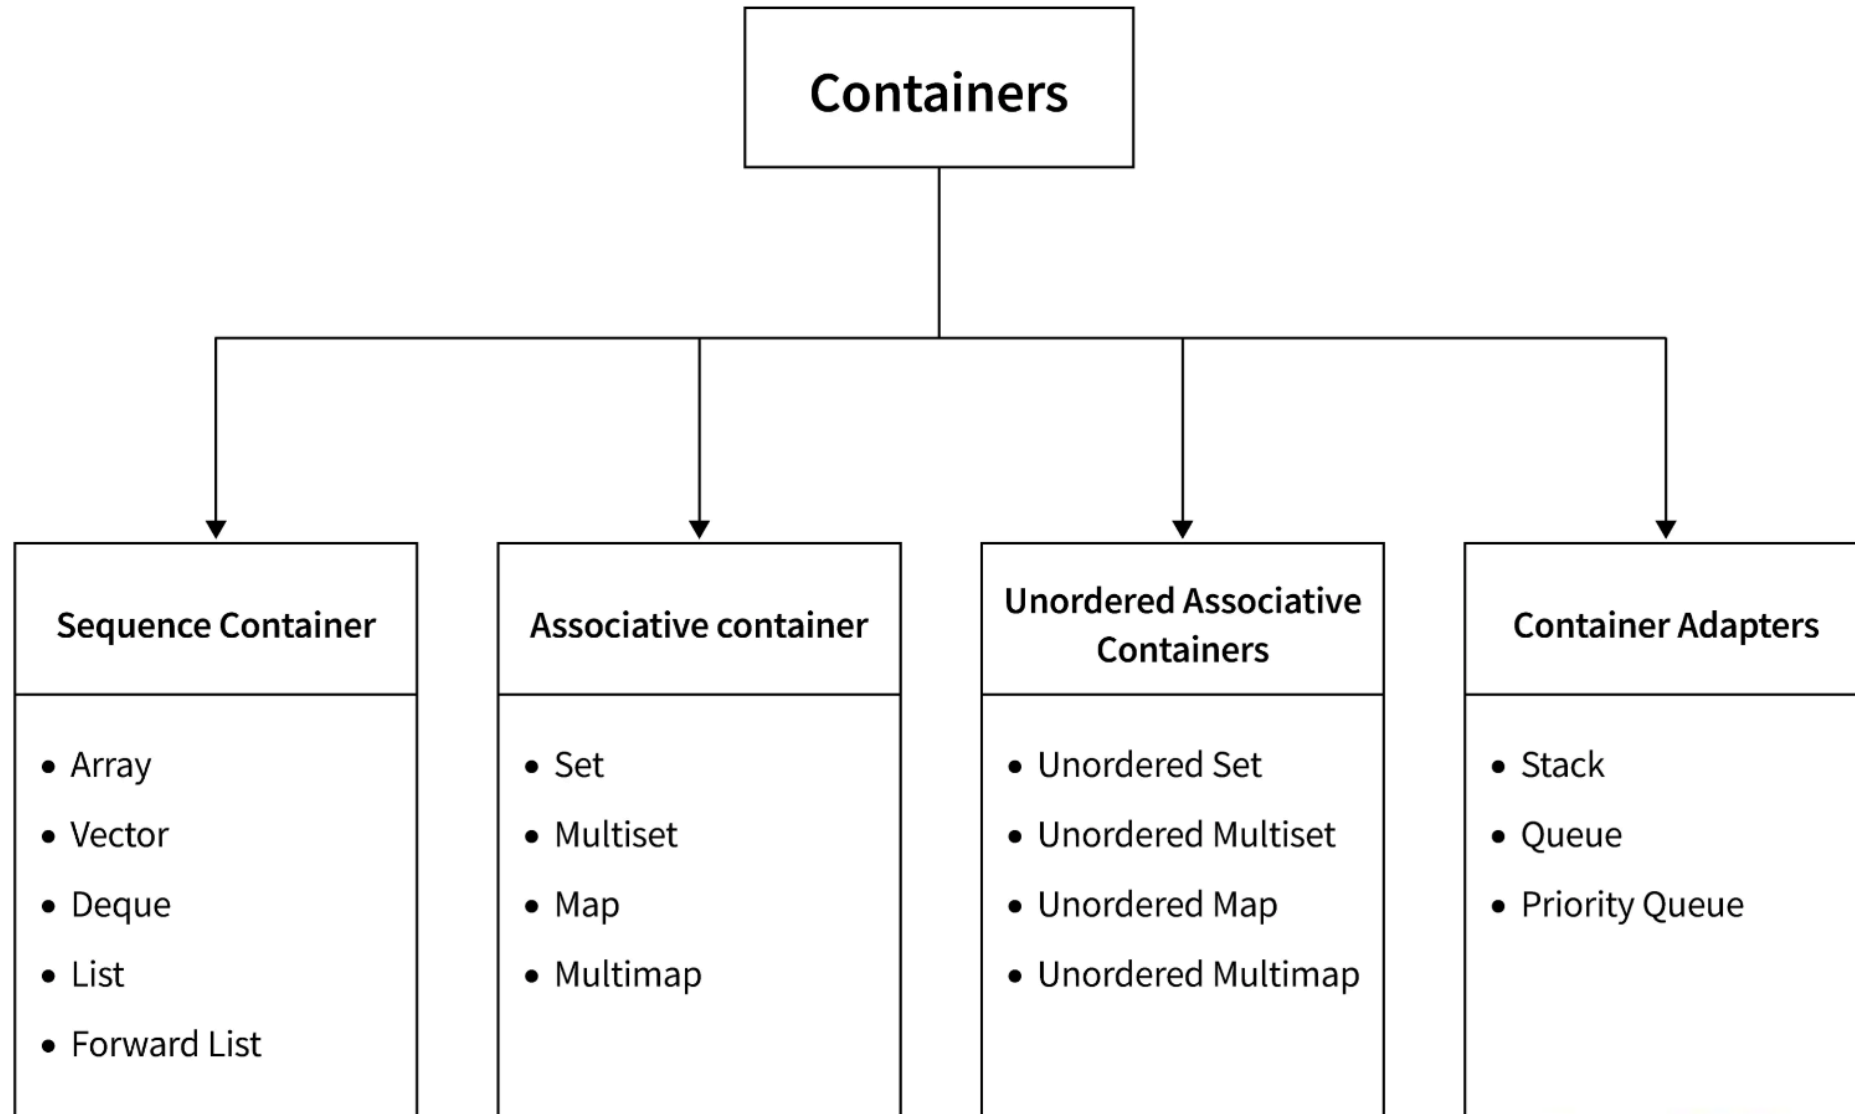 Containers
Sequence Container
• Array
• Vector
• Deque
• List
• Forward List
Associative container
• Set
• Multiset
• Map
• Multimap
Unordered Associative
Containers
• Unordered Set
• Unordered Multiset
• Unordered Map
• Unordered Multimap
Container Adapters
• Stack
• Queue
• Priority Queue